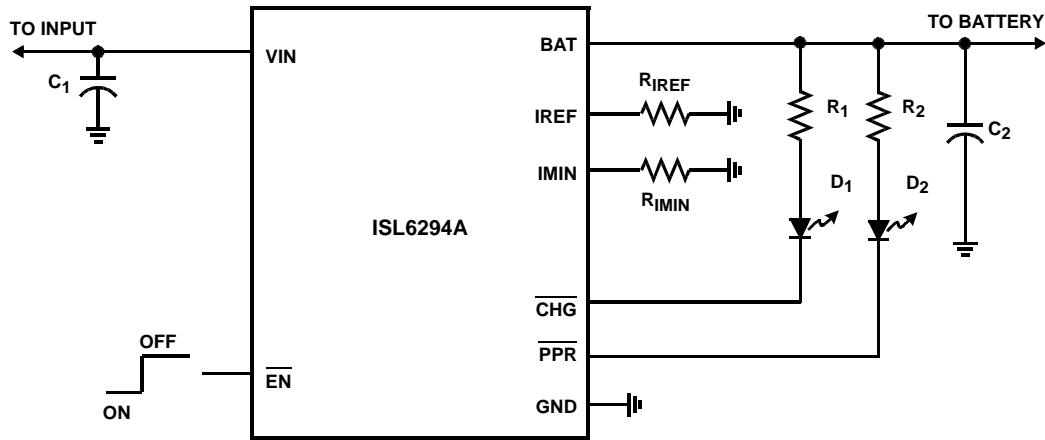 TO INPUT
C1
VIN
BAT
TO BATTERY
RIREF
IREF
R1
R2
C2
IMIN
RIMIN
D1
D2
ISL6294A
CHG
OFF
PPR
EN
ON
GND